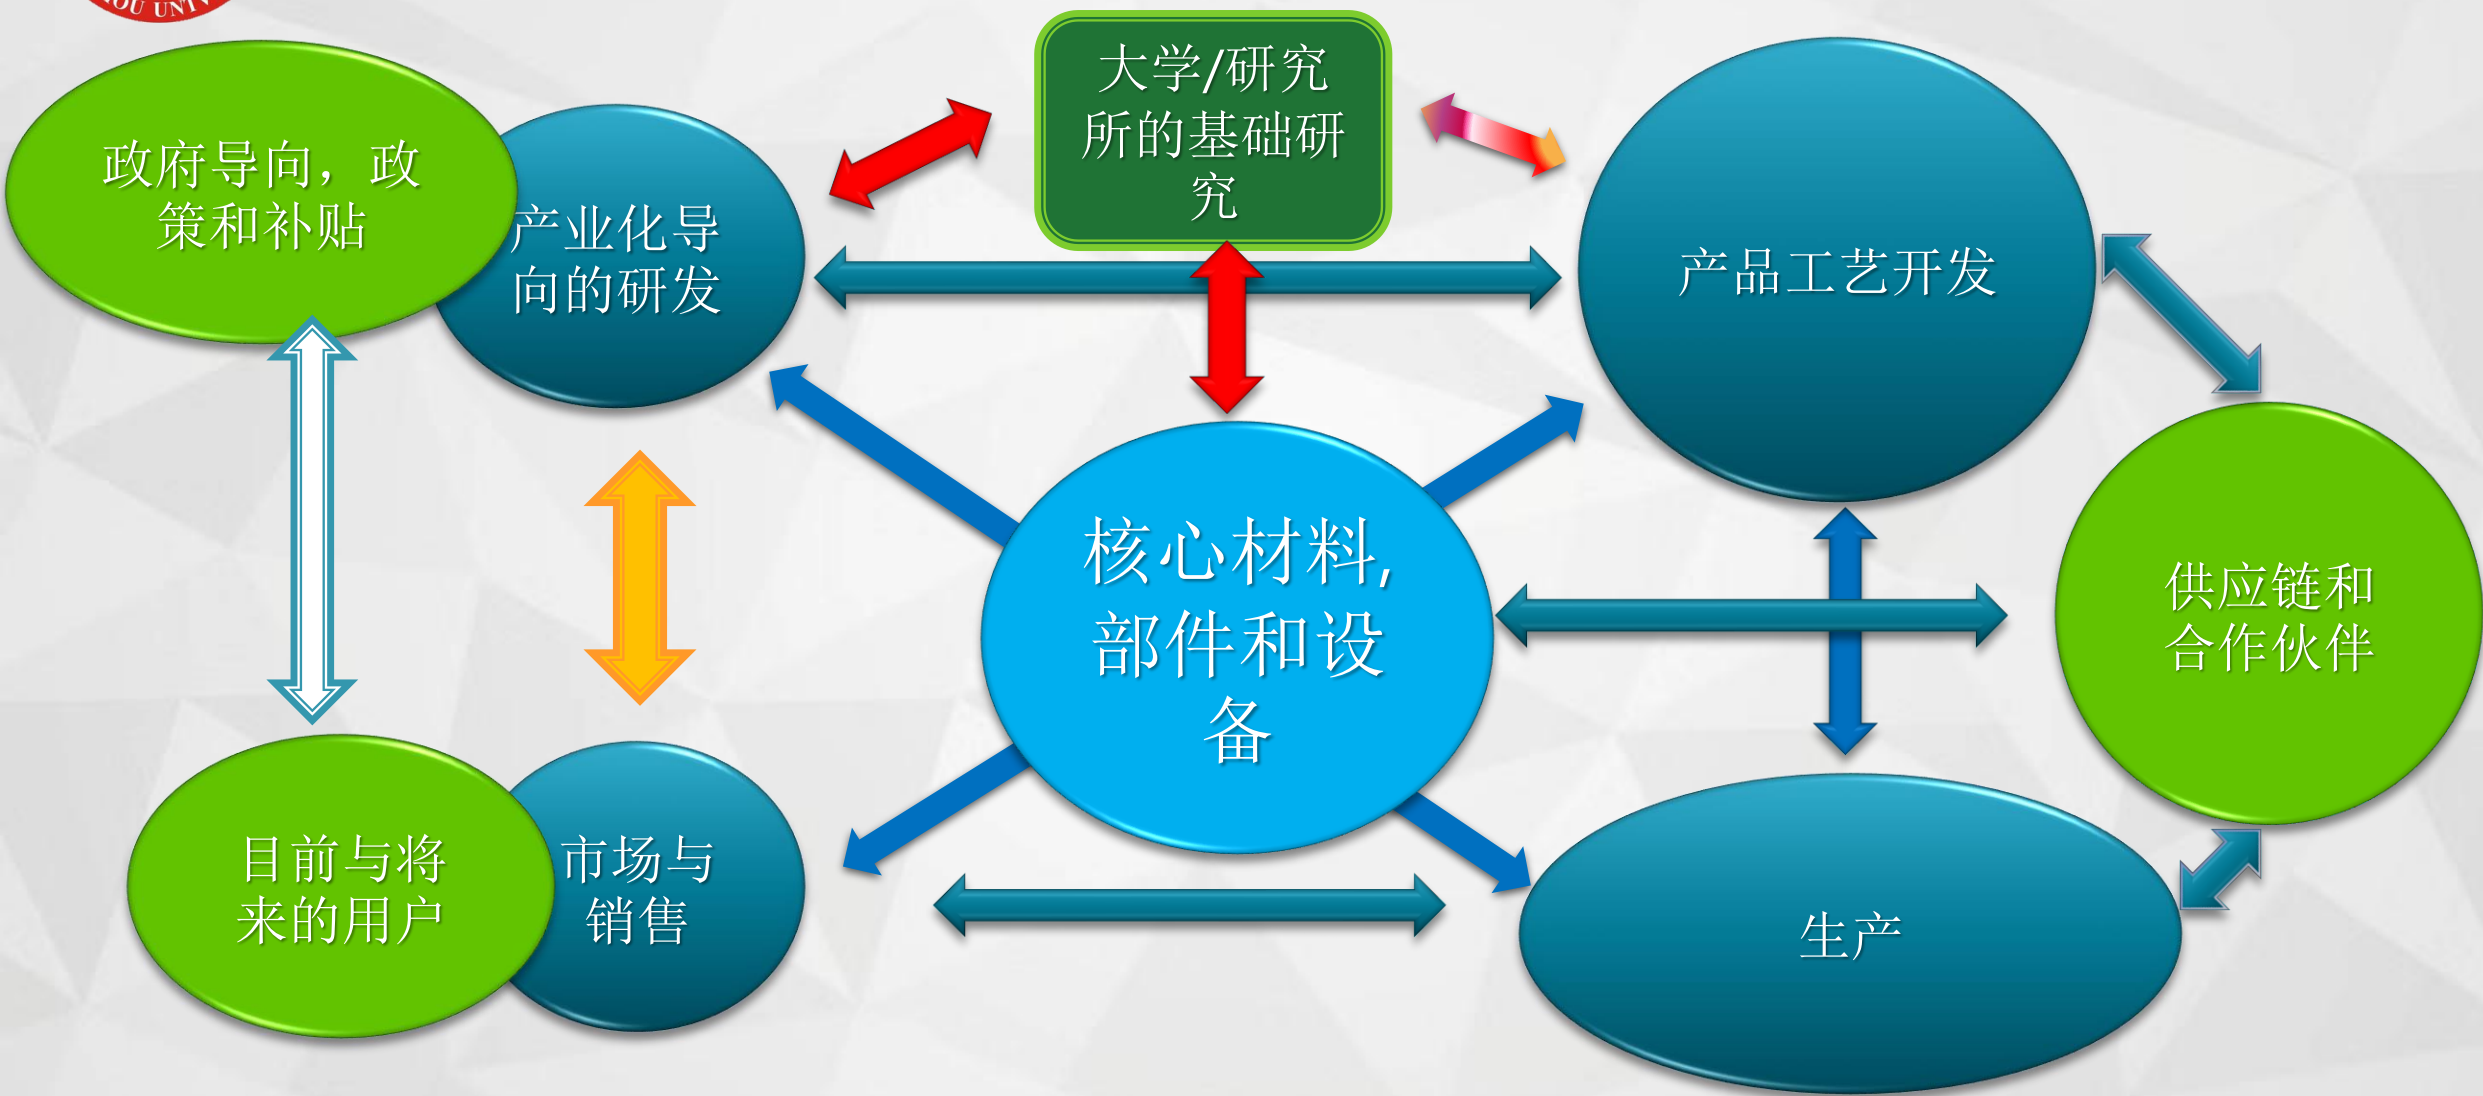 OU UNIV
大学/研究
所的基础研
究
政府导向，政
策和补贴
产业化导
向的研发
产品工艺开发
核心材料,
部件和设
备
供应链和
合作伙伴
目前与将
来的用户
市场与
销售
生产